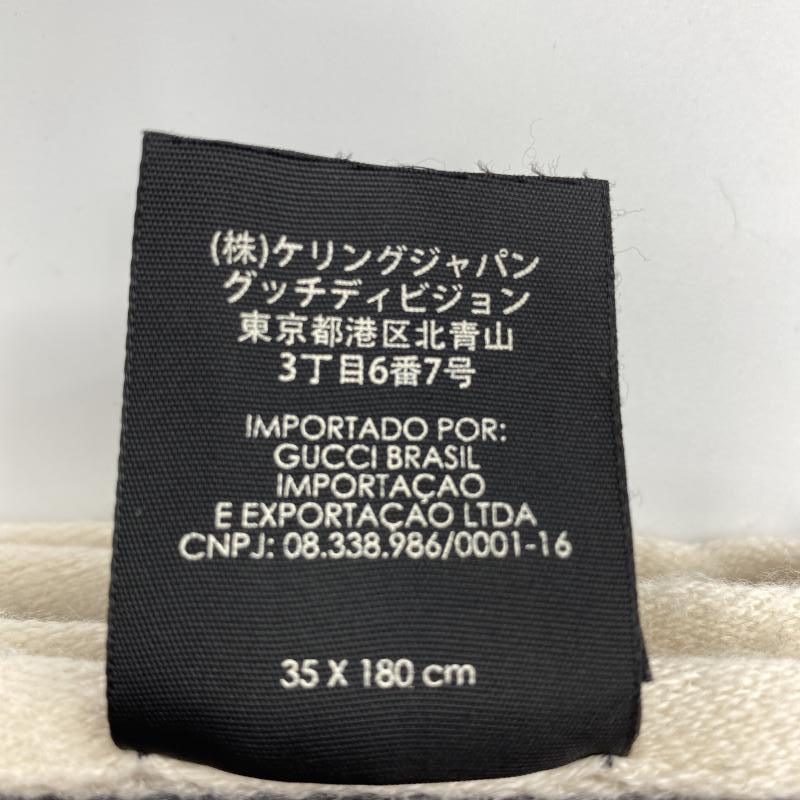 (株)ケリングジャパン
グッチディビジョン
東京都港区北青山
3丁目6番7号
IMPORTADO POR:
GUCCI BRASIL
IMPORTAÇAO
E EXPORTAÇAO LTDA
CNPJ: 08.338.986/0001-16
35 X 180 cm